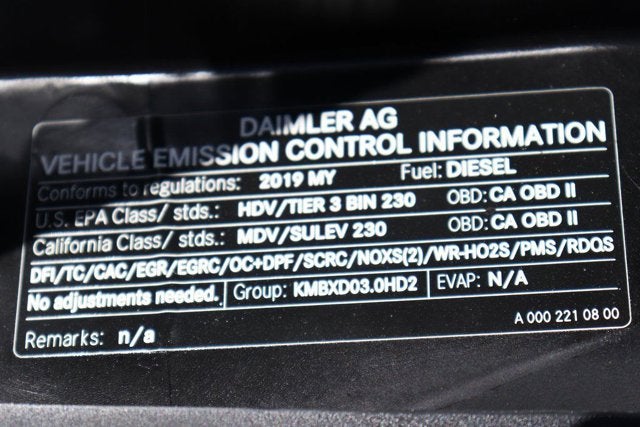 DAIMLER AG
VEHICLE EMISSION CONTROL INFORMATION
Conforms to regulations: 2019 MY Fuel: DIESEL
U.S. EPA Class/ stds.: HDV/TIER 3 BIN 230 OBD: CA OBD II
California Class/ stds.: MDV/SULEV 230 OBD: CA OBD II
DFI/TC/CAC/EGR/EGRC/OC+DPF/SCRC/NOXS(2)/WR-HO2S/PMS/RDQS
No adjustments needed. Group: KMBXD03.0HD2 EVAP: N/A
A 000 221 08 00
Remarks: n/a